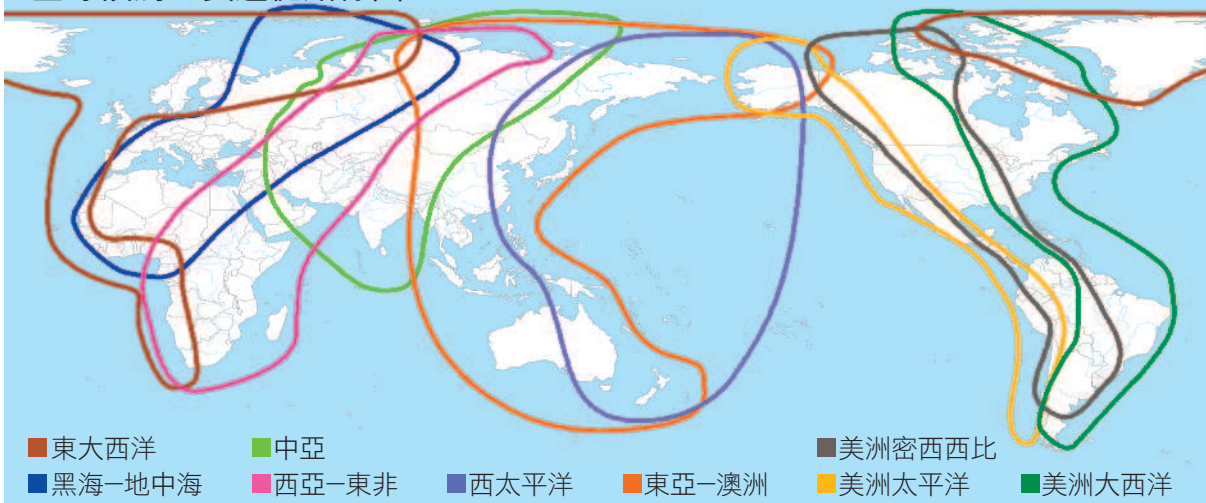 東大西洋
中亞
美洲密西西比
黑海–地中海
西亞–東非
西太平洋
東亞–澳洲
美洲太平洋
美洲大西洋